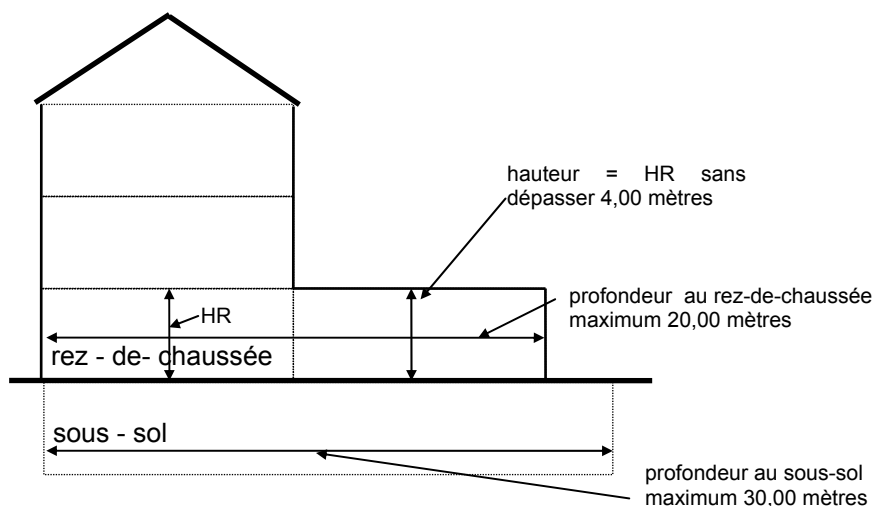 hauteur = HR sans
dépasser 4,00 mètres
profondeur au rez-de-chaussée
maximum 20,00 mètres
HR
rez - de- chaussée
sous - sol
profondeur au sous-sol
maximum 30,00 mètres